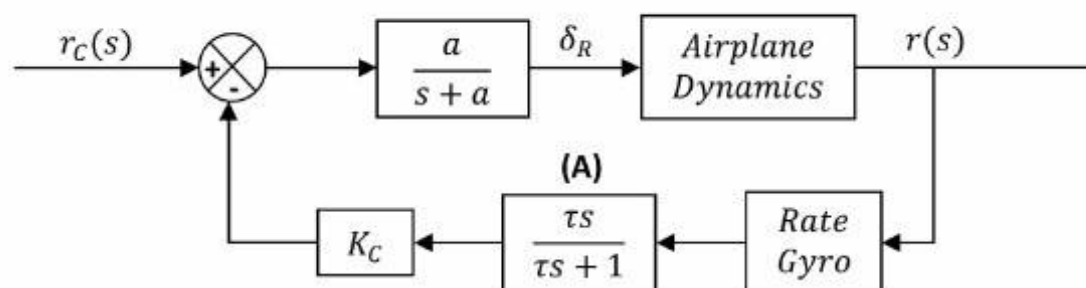 r_C(s)
+
-
a
s + a
δ_R
Airplane
Dynamics
r(s)
(A)
K_C
τs
τs + 1
Rate
Gyro